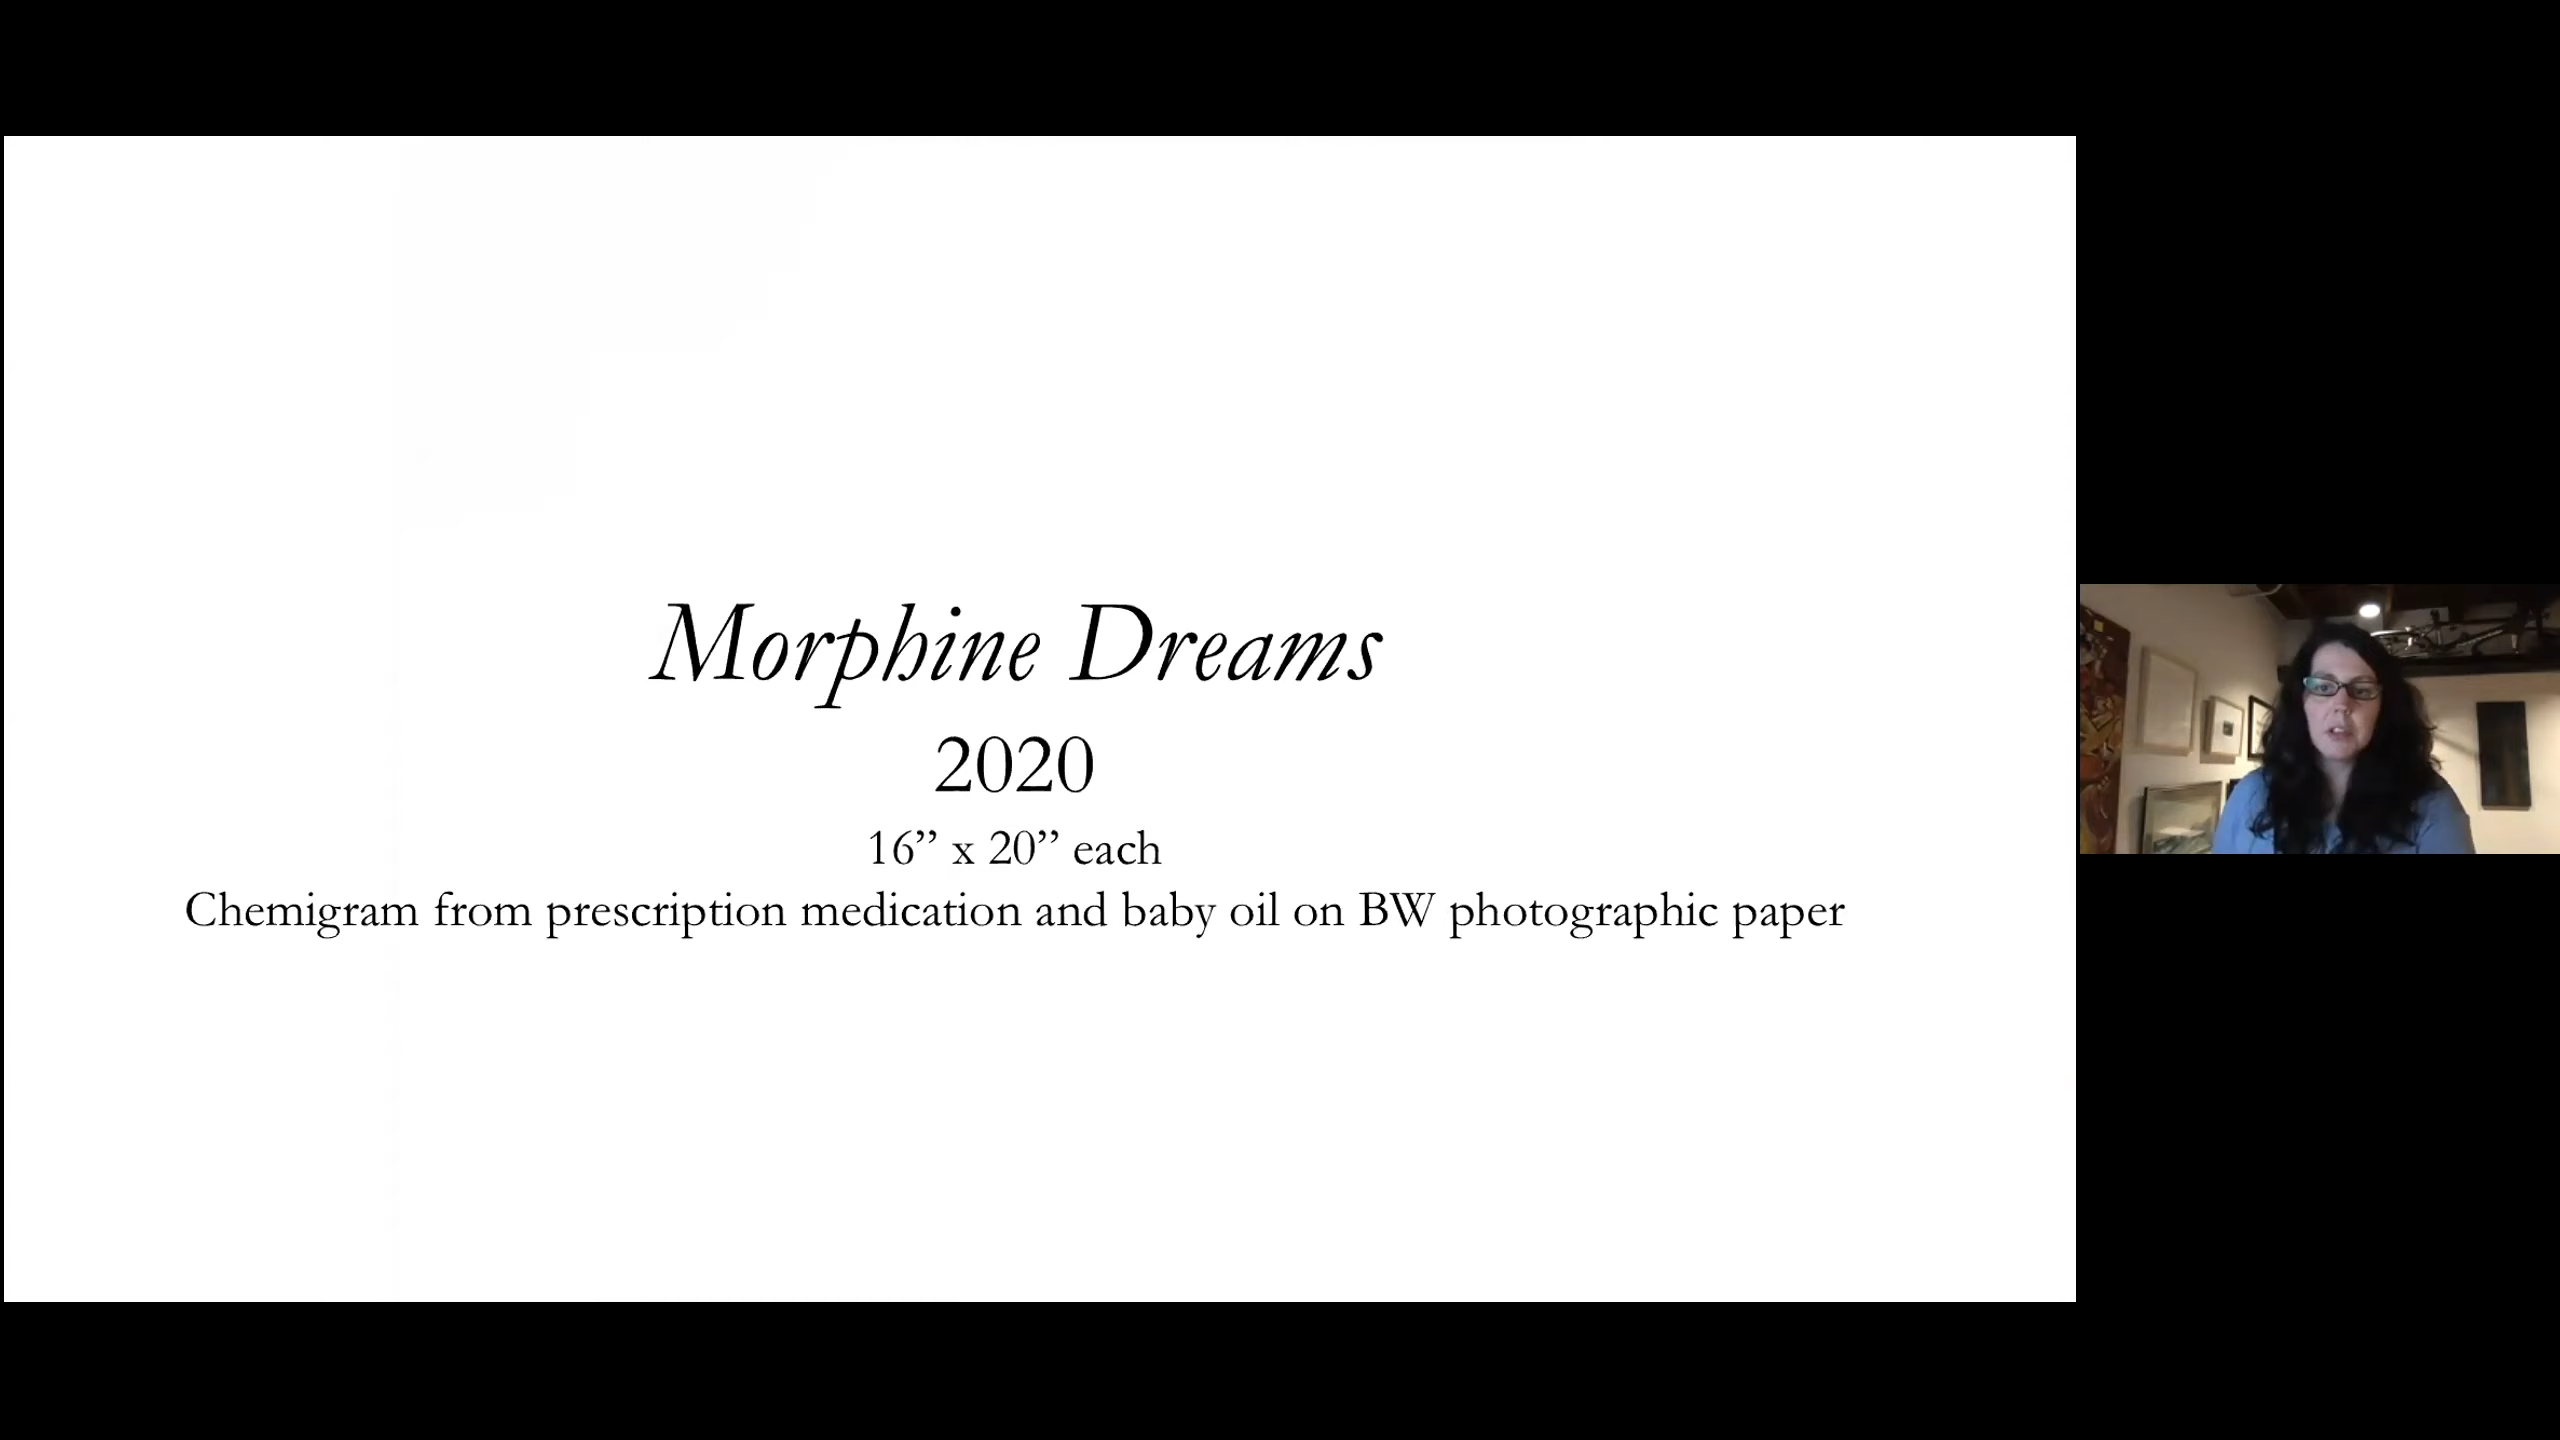 Morphine Dreams
2020
16” x 20” each
Chemigram from prescription medication and baby oil on BW photographic paper